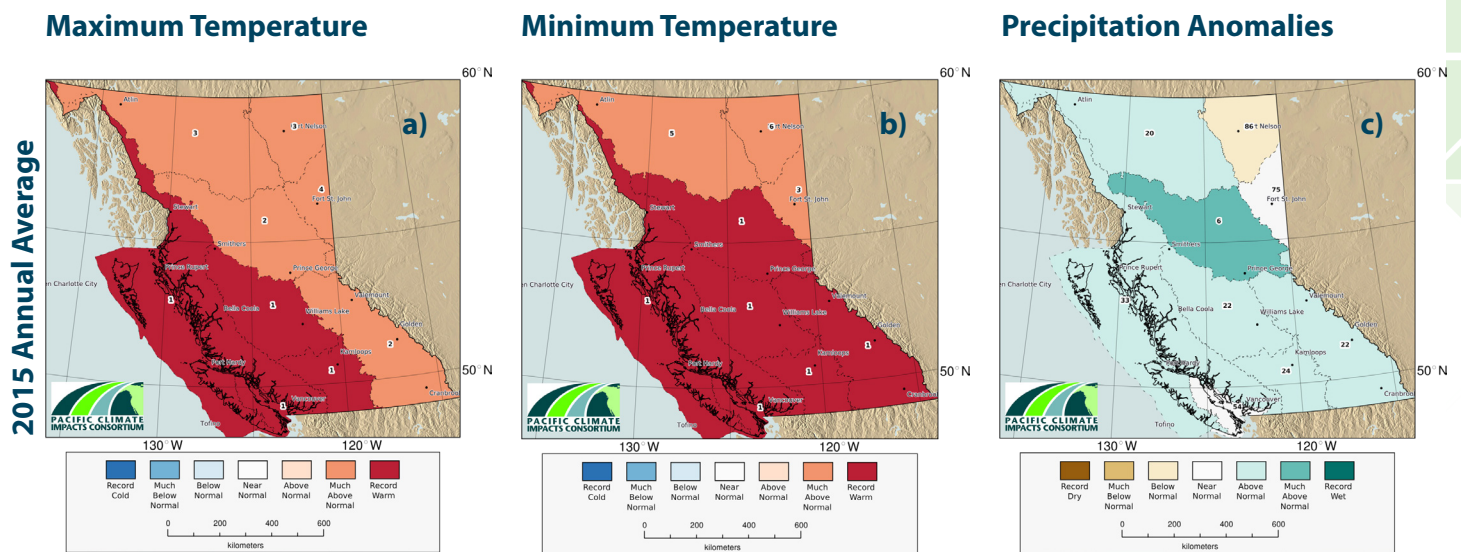 Maximum Temperature
Minimum Temperature
Precipitation Anomalies
2015 Annual Average
60°N
a)
Atlin
3
3
rt Nelson
4
Fort St. John
2
Stewart
Smithers
Prince Rupert
Prince George
1
1
Bella Coola
Williams Lake
Valemount
Golden
2
Port Hardy
Kamloops
1
50°N
Cranbrook
1
Vancouver
Tofino
en Charlotte City
PACIFIC CLIMATE
IMPACTS CONSORTIUM
130°W
120°W
Record
Cold
Much
Below
Normal
Below
Normal
Near
Normal
Above
Normal
Much
Above
Normal
Record
Warm
0 200 400 600
kilometers
60°N
b)
Atlin
5
6
rt Nelson
3
Fort St. John
1
Stewart
Smithers
Prince Rupert
Prince George
1
1
Bella Coola
Williams Lake
Valemount
Golden
1
Port Hardy
Kamloops
1
50°N
Cranbrook
1
Vancouver
Tofino
en Charlotte City
PACIFIC CLIMATE
IMPACTS CONSORTIUM
130°W
120°W
Record
Cold
Much
Below
Normal
Below
Normal
Near
Normal
Above
Normal
Much
Above
Normal
Record
Warm
0 200 400 600
kilometers
60°N
c)
Atlin
20
86
t Nelson
75
Fort St. John
6
Stewart
Smithers
Prince Rupert
Prince George
33
22
Bella Coola
Williams Lake
Valemount
Golden
22
Kamloops
24
50°N
Cranbrook
54
Vancouver
Tofino
en Charlotte City
PACIFIC CLIMATE
IMPACTS CONSORTIUM
130°W
120°W
Record
Dry
Much
Below
Normal
Below
Normal
Near
Normal
Above
Normal
Much
Above
Normal
Record
Wet
0 200 400 600
kilometers